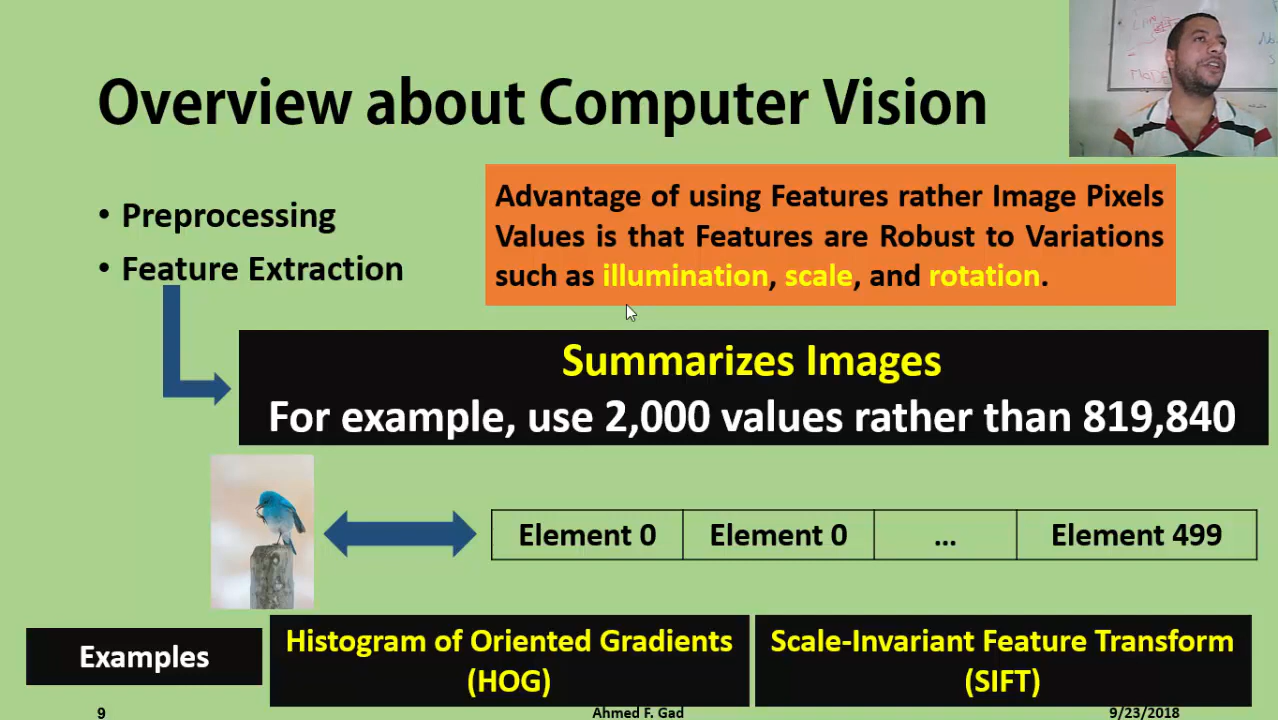 Overview about Computer Vision
• Preprocessing
• Feature Extraction
Advantage of using Features rather Image Pixels
Values is that Features are Robust to Variations
such as illumination, scale, and rotation.
Summarizes Images
For example, use 2,000 values rather than 819,840
Element 0 Element 0 ... Element 499
Examples
Histogram of Oriented Gradients
(HOG)
Scale-Invariant Feature Transform
(SIFT)
9 Ahmed F. Gad 9/23/2018